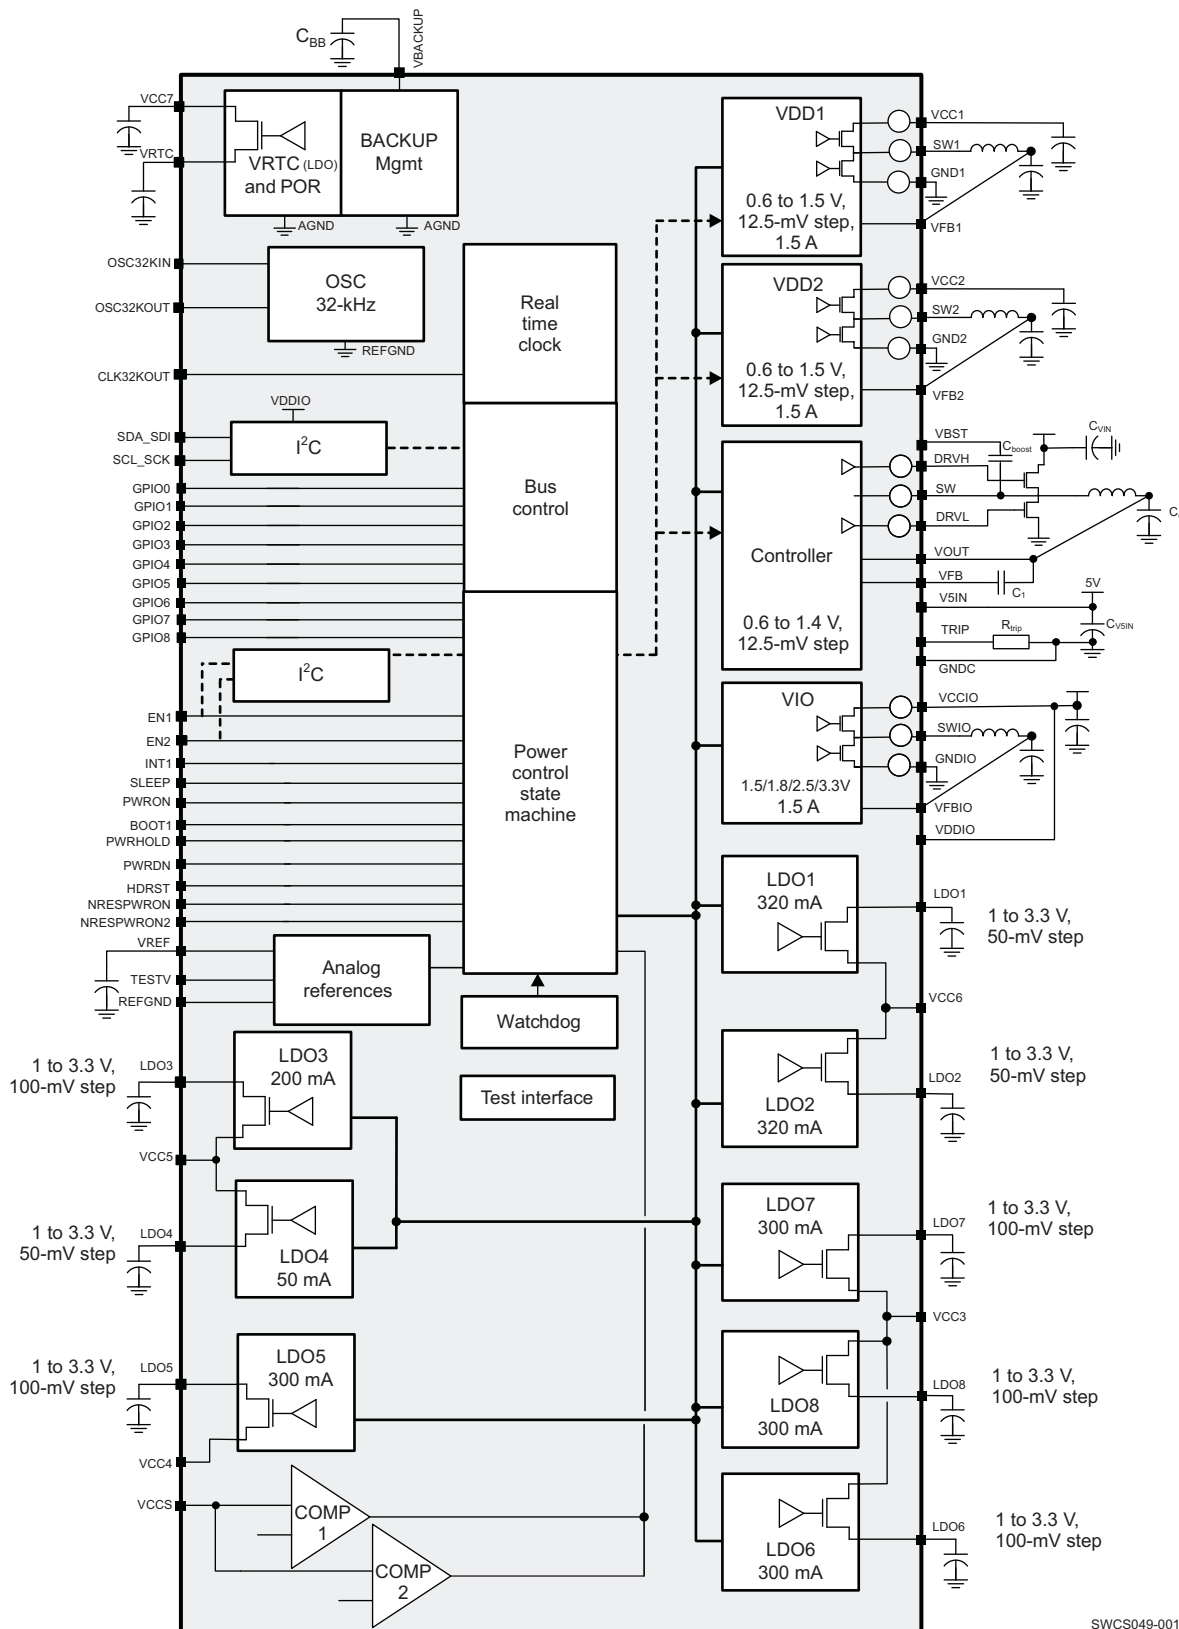 C_BB
VBACKUP
VCC7
VRTC
VRTC (LDO)
and POR
BACKUP
Mgmt
AGND
AGND
OSC32KIN
OSC32KOUT
OSC
32-kHz
REFGND
CLK32KOUT
VDDIO
SDA_SDI
SCL_SCK
I²C
GPIO0
GPIO1
GPIO2
GPIO3
GPIO4
GPIO5
GPIO6
GPIO7
GPIO8
I²C
EN1
EN2
INT1
SLEEP
PWRON
BOOT1
PWRHOLD
PWRDN
HDRST
NRESPWRON
NRESPWRON2
VREF
TESTV
REFGND
Analog
references
Real
time
clock
Bus
control
Power
control
state
machine
Watchdog
Test interface
1 to 3.3 V,
100-mV step
LDO3
LDO3
200 mA
VCC5
1 to 3.3 V,
50-mV step
LDO4
LDO4
50 mA
1 to 3.3 V,
100-mV step
LDO5
LDO5
300 mA
VCC4
VCCS
COMP
1
COMP
2
VDD1
0.6 to 1.5 V,
12.5-mV step,
1.5 A
VCC1
SW1
GND1
VFB1
VDD2
0.6 to 1.5 V,
12.5-mV step,
1.5 A
VCC2
SW2
GND2
VFB2
Controller
0.6 to 1.4 V,
12.5-mV step
VBST
DRVH
SW
DRVL
VOUT
VFB
V5IN
TRIP
GNDC
C_boost
C_VIN
C₁
5V
C_V5IN
R_trip
VIO
1.5/1.8/2.5/3.3V
1.5 A
VCCIO
SWIO
GNDIO
VFBIO
VDDIO
LDO1
320 mA
LDO1
1 to 3.3 V,
50-mV step
VCC6
LDO2
320 mA
LDO2
1 to 3.3 V,
50-mV step
LDO7
300 mA
LDO7
1 to 3.3 V,
100-mV step
VCC3
LDO8
300 mA
LDO8
1 to 3.3 V,
100-mV step
LDO6
300 mA
LDO6
1 to 3.3 V,
100-mV step
SWCS049-001